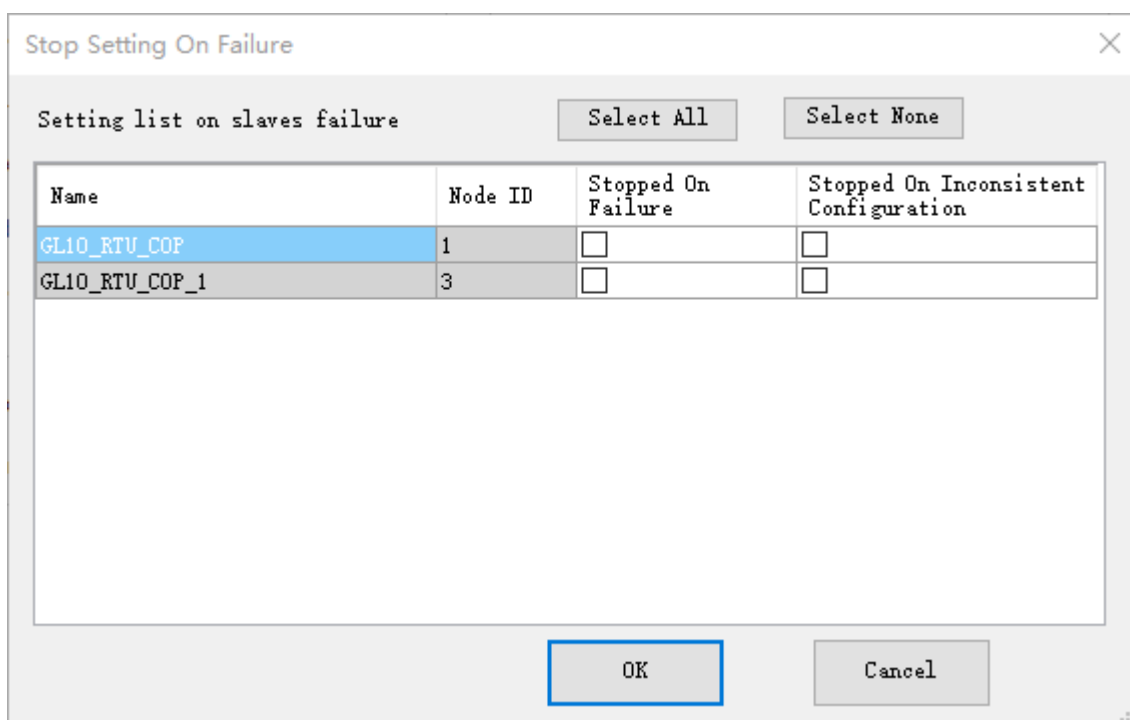 Stop Setting On Failure
Setting list on slaves failure
Select All
Select None
Name
Node ID
Stopped On
Failure
Stopped On Inconsistent
Configuration
GL10_RTU_COP
1
GL10_RTU_COP_1
3
OK
Cancel